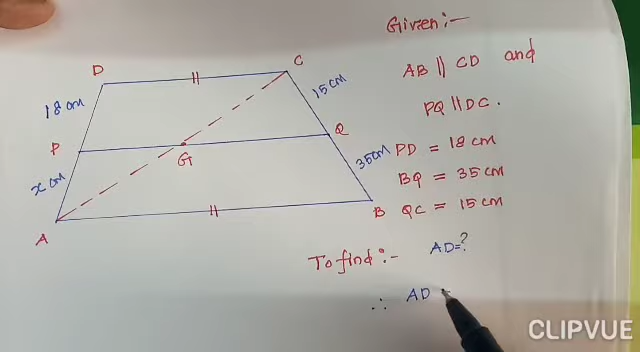 Given:-
AB || CD and
PQ || DC.
PD = 18 cm
BQ = 35 cm
QC = 15 cm
To find:- AD=?
∴ AD
D
C
18 cm
15 cm
P
Q
G
x cm
35 cm
A
B
CLIPVUE